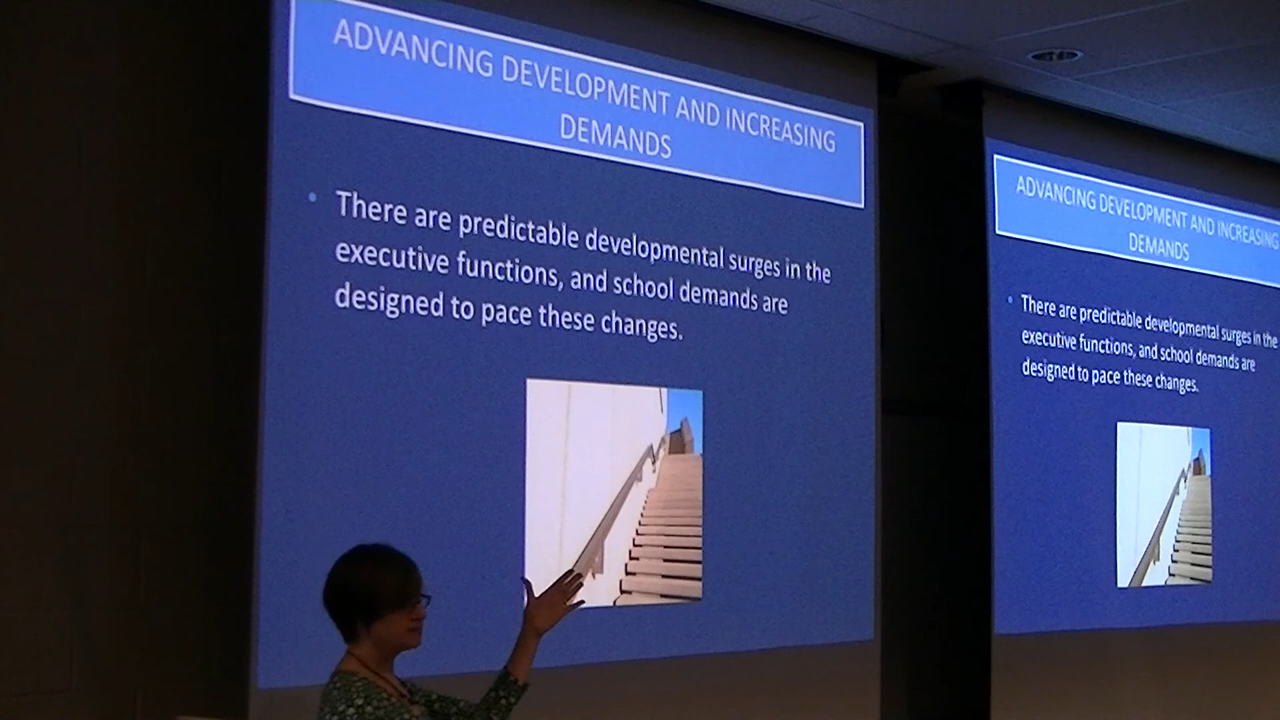 ADVANCING DEVELOPMENT AND INCREASING
DEMANDS
• There are predictable developmental surges in the
executive functions, and school demands are
designed to pace these changes.
ADVANCING DEVELOPMENT AND INCREASING
DEMANDS
• There are predictable developmental surges in the
executive functions, and school demands are
designed to pace these changes.